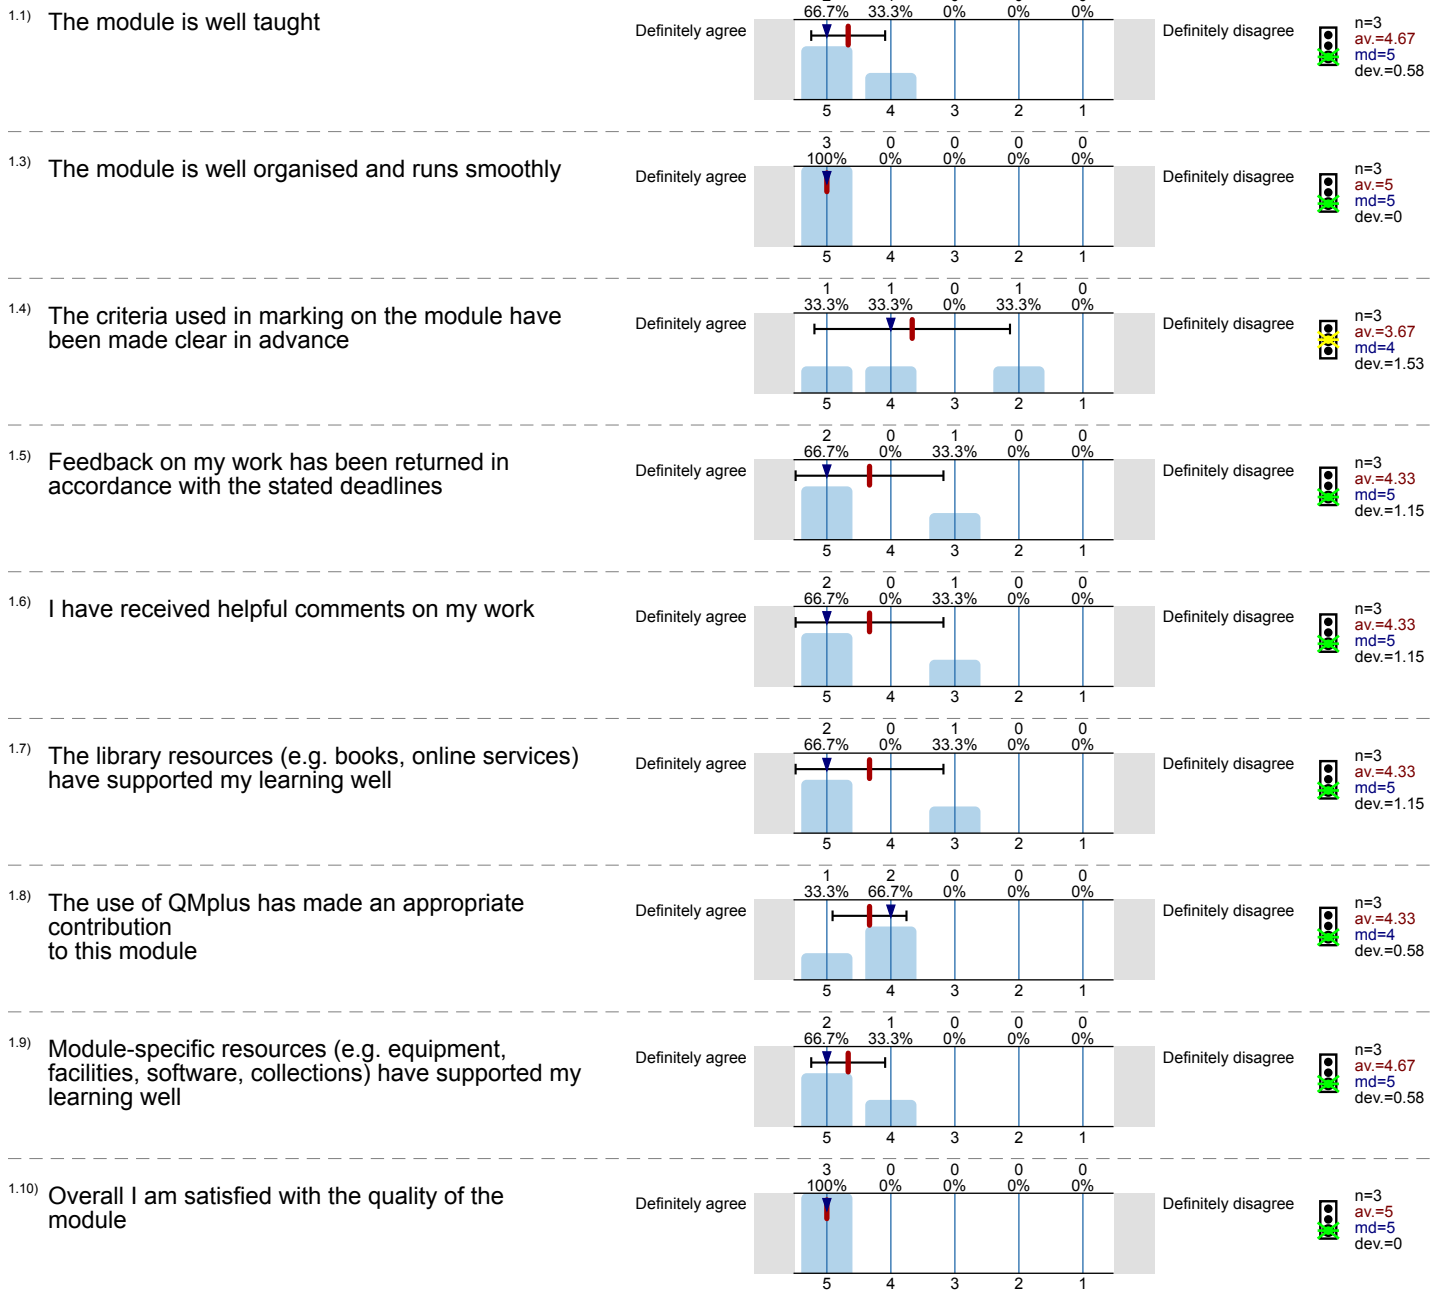 66.7% 33.3% 0% 0% 0%
1.1) The module is well taught
Definitely agree
Definitely disagree
n=3
av.=4.67
md=5
dev.=0.58
5 4 3 2 1
3 0 0 0 0
100% 0% 0% 0% 0%
1.3) The module is well organised and runs smoothly
Definitely agree
Definitely disagree
n=3
av.=5
md=5
dev.=0
5 4 3 2 1
1 1 0 1 0
33.3% 33.3% 0% 33.3% 0%
1.4) The criteria used in marking on the module have
been made clear in advance
Definitely agree
Definitely disagree
n=3
av.=3.67
md=4
dev.=1.53
5 4 3 2 1
2 0 1 0 0
66.7% 0% 33.3% 0% 0%
1.5) Feedback on my work has been returned in
accordance with the stated deadlines
Definitely agree
Definitely disagree
n=3
av.=4.33
md=5
dev.=1.15
5 4 3 2 1
2 0 1 0 0
66.7% 0% 33.3% 0% 0%
1.6) I have received helpful comments on my work
Definitely agree
Definitely disagree
n=3
av.=4.33
md=5
dev.=1.15
5 4 3 2 1
2 0 1 0 0
66.7% 0% 33.3% 0% 0%
1.7) The library resources (e.g. books, online services)
have supported my learning well
Definitely agree
Definitely disagree
n=3
av.=4.33
md=5
dev.=1.15
5 4 3 2 1
1 2 0 0 0
33.3% 66.7% 0% 0% 0%
1.8) The use of QMplus has made an appropriate
contribution
to this module
Definitely agree
Definitely disagree
n=3
av.=4.33
md=4
dev.=0.58
5 4 3 2 1
2 1 0 0 0
66.7% 33.3% 0% 0% 0%
1.9) Module-specific resources (e.g. equipment,
facilities, software, collections) have supported my
learning well
Definitely agree
Definitely disagree
n=3
av.=4.67
md=5
dev.=0.58
5 4 3 2 1
3 0 0 0 0
100% 0% 0% 0% 0%
1.10) Overall I am satisfied with the quality of the
module
Definitely agree
Definitely disagree
n=3
av.=5
md=5
dev.=0
5 4 3 2 1